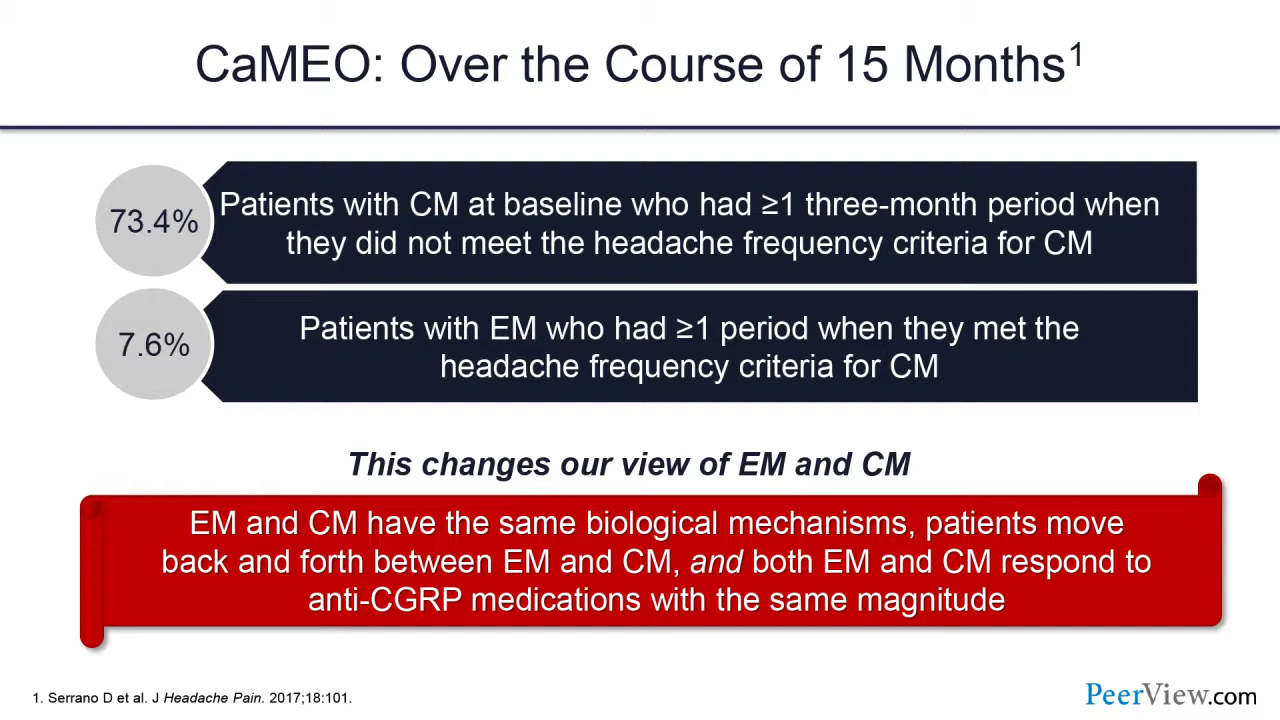 CaMEO: Over the Course of 15 Months1
73.4%
Patients with CM at baseline who had ≥1 three-month period when
they did not meet the headache frequency criteria for CM
7.6%
Patients with EM who had ≥1 period when they met the
headache frequency criteria for CM
This changes our view of EM and CM
EM and CM have the same biological mechanisms, patients move
back and forth between EM and CM, and both EM and CM respond to
anti-CGRP medications with the same magnitude
1. Serrano D et al. J Headache Pain. 2017;18:101.
PeerView.com